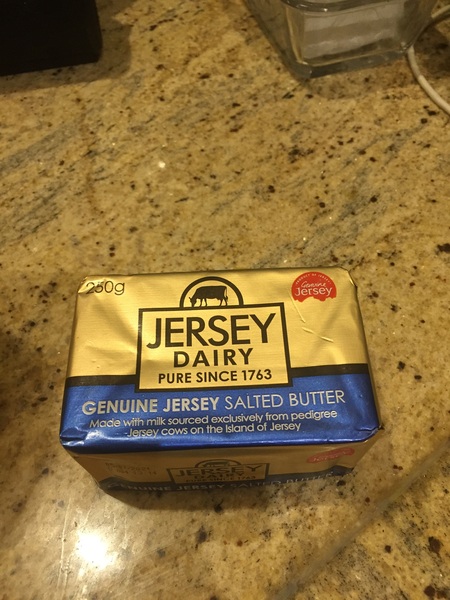 250g
Genuine
Jersey
JERSEY
DAIRY
PURE SINCE 1763
GENUINE JERSEY SALTED BUTTER
Made with milk sourced exclusively from pedigree
Jersey cows on the Island of Jersey
JERSEY
DAIRY
GENUINE JERSEY SALTED BUTTER